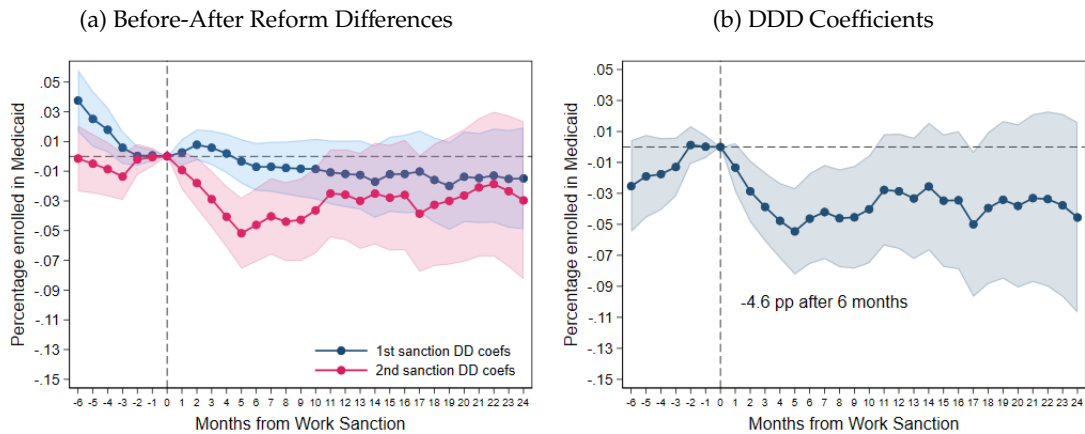 (a) Before-After Reform Differences
Percentage enrolled in Medicaid
.05
.03
.01
-.01
-.03
-.05
-.07
-.09
-.11
-.13
-.15
1st sanction DD coefs
2nd sanction DD coefs
-6 -5 -4 -3 -2 -1 0 1 2 3 4 5 6 7 8 9 10 11 12 13 14 15 16 17 18 19 20 21 22 23 24
Months from Work Sanction
(b) DDD Coefficients
Percentage enrolled in Medicaid
.05
.03
.01
-.01
-.03
-.05
-.07
-.09
-.11
-.13
-.15
-4.6 pp after 6 months
-6 -5 -4 -3 -2 -1 0 1 2 3 4 5 6 7 8 9 10 11 12 13 14 15 16 17 18 19 20 21 22 23 24
Months from Work Sanction